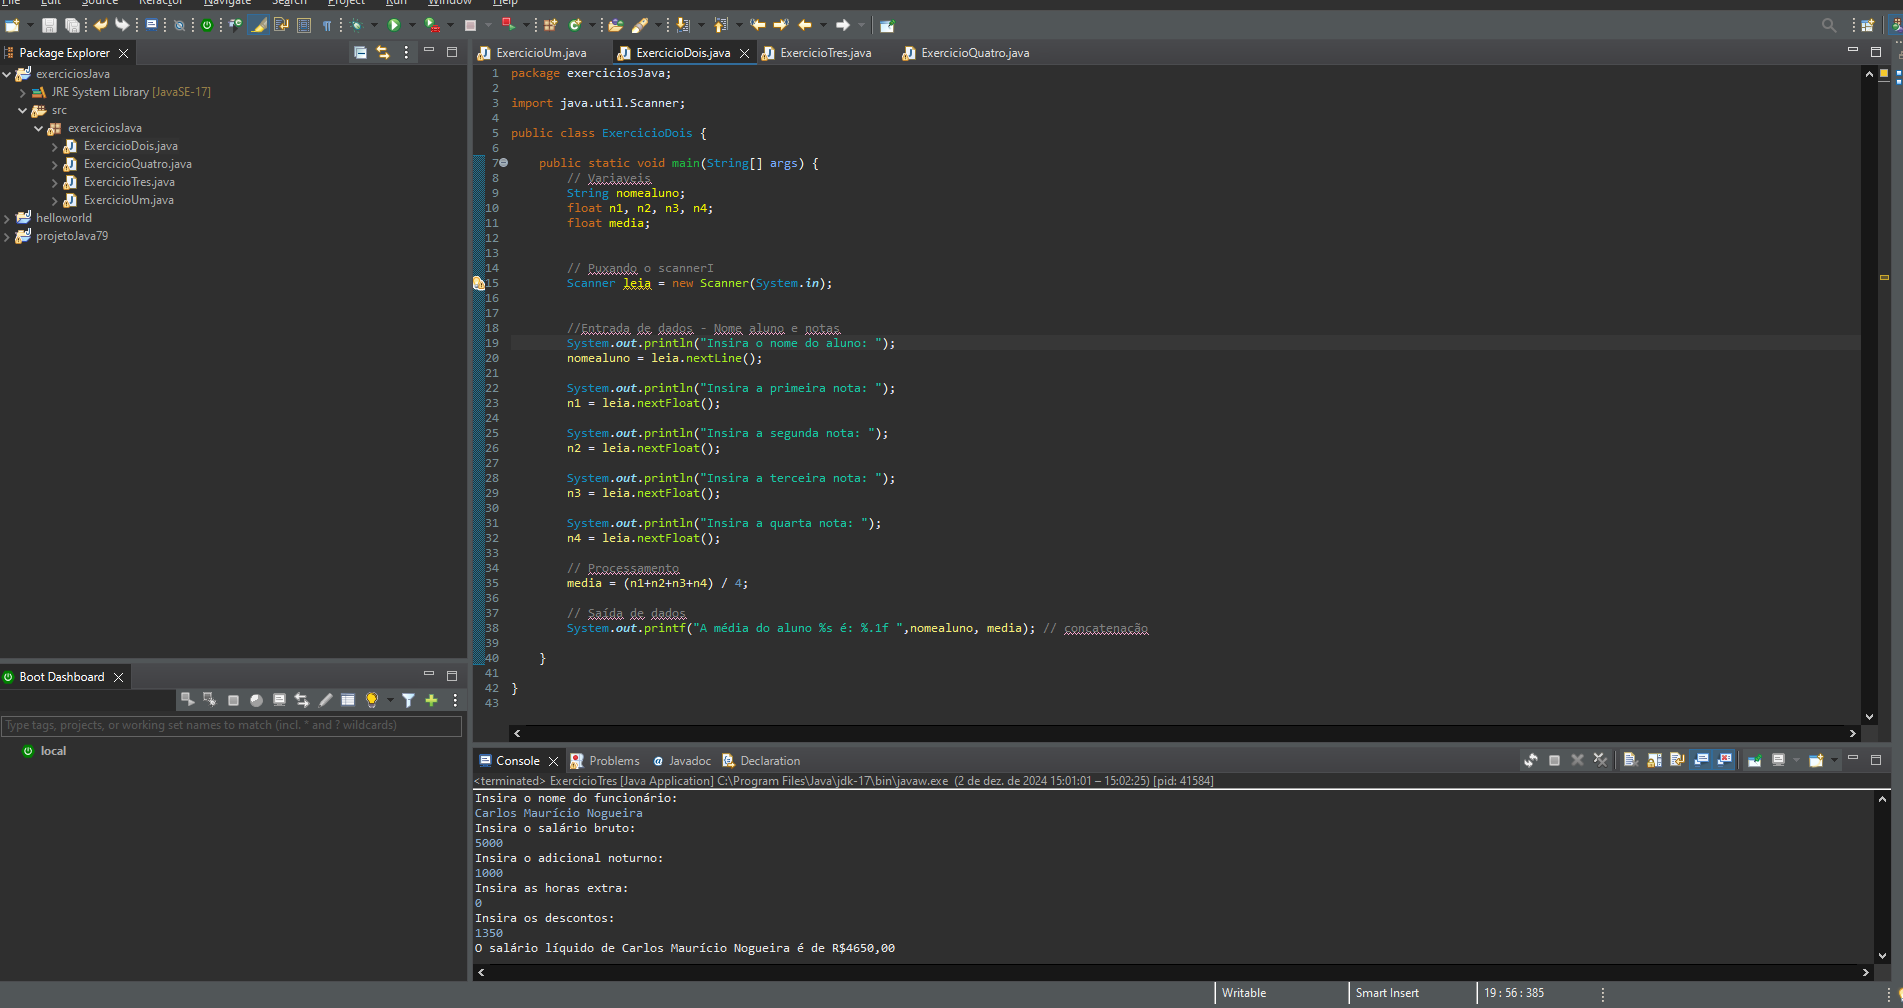 File Edit Source Refactor Navigate Search Project Run Window Help
Package Explorer
exerciciosJava
JRE System Library [JavaSE-17]
src
exerciciosJava
ExercicioDois.java
ExercicioQuatro.java
ExercicioTres.java
ExercicioUm.java
helloworld
projetoJava79
Boot Dashboard
Type tags, projects, or working set names to match (incl. * and ? wildcards)
local
ExercicioUm.java ExercicioDois.java ExercicioTres.java ExercicioQuatro.java
1 package exerciciosJava;
2
3 import java.util.Scanner;
4
5 public class ExercicioDois {
6
7 public static void main(String[] args) {
8 // Variaveis
9 String nomealuno;
10 float n1, n2, n3, n4;
11 float media;
12
13
14 // Puxando o scannerI
15 Scanner leia = new Scanner(System.in);
16
17
18 //Entrada de dados - Nome aluno e notas
19 System.out.println("Insira o nome do aluno: ");
20 nomealuno = leia.nextLine();
21
22 System.out.println("Insira a primeira nota: ");
23 n1 = leia.nextFloat();
24
25 System.out.println("Insira a segunda nota: ");
26 n2 = leia.nextFloat();
27
28 System.out.println("Insira a terceira nota: ");
29 n3 = leia.nextFloat();
30
31 System.out.println("Insira a quarta nota: ");
32 n4 = leia.nextFloat();
33
34 // Processamento
35 media = (n1+n2+n3+n4) / 4;
36
37 // Saída de dados
38 System.out.printf("A média do aluno %s é: %.1f ",nomealuno, media); // concatenação
39
40 }
41
42 }
43
Console Problems Javadoc Declaration
<terminated> ExercicioTres [Java Application] C:\Program Files\Java\jdk-17\bin\javaw.exe (2 de dez. de 2024 15:01:01 – 15:02:25) [pid: 41584]
Insira o nome do funcionário:
Carlos Maurício Nogueira
Insira o salário bruto:
5000
Insira o adicional noturno:
1000
Insira as horas extra:
0
Insira os descontos:
1350
O salário líquido de Carlos Maurício Nogueira é de R$4650,00
Writable Smart Insert 19 : 56 : 385